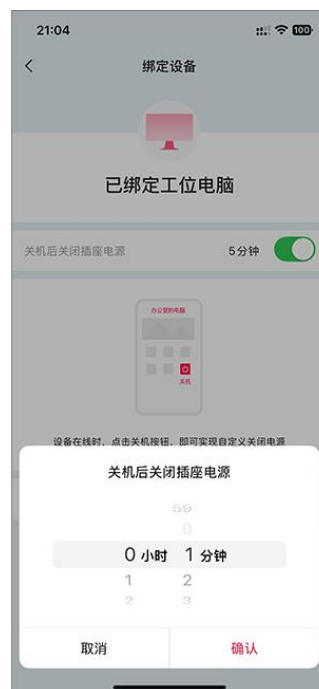 21:04
100
绑定设备
已绑定工位电脑
关机后关闭插座电源 5分钟
办公室的电脑
关机
设备在线时，点击关机按钮，即可实现自定义关闭电源
关机后关闭插座电源
59
0
0 小时 1 分钟
1 2
2 3
取消 确认